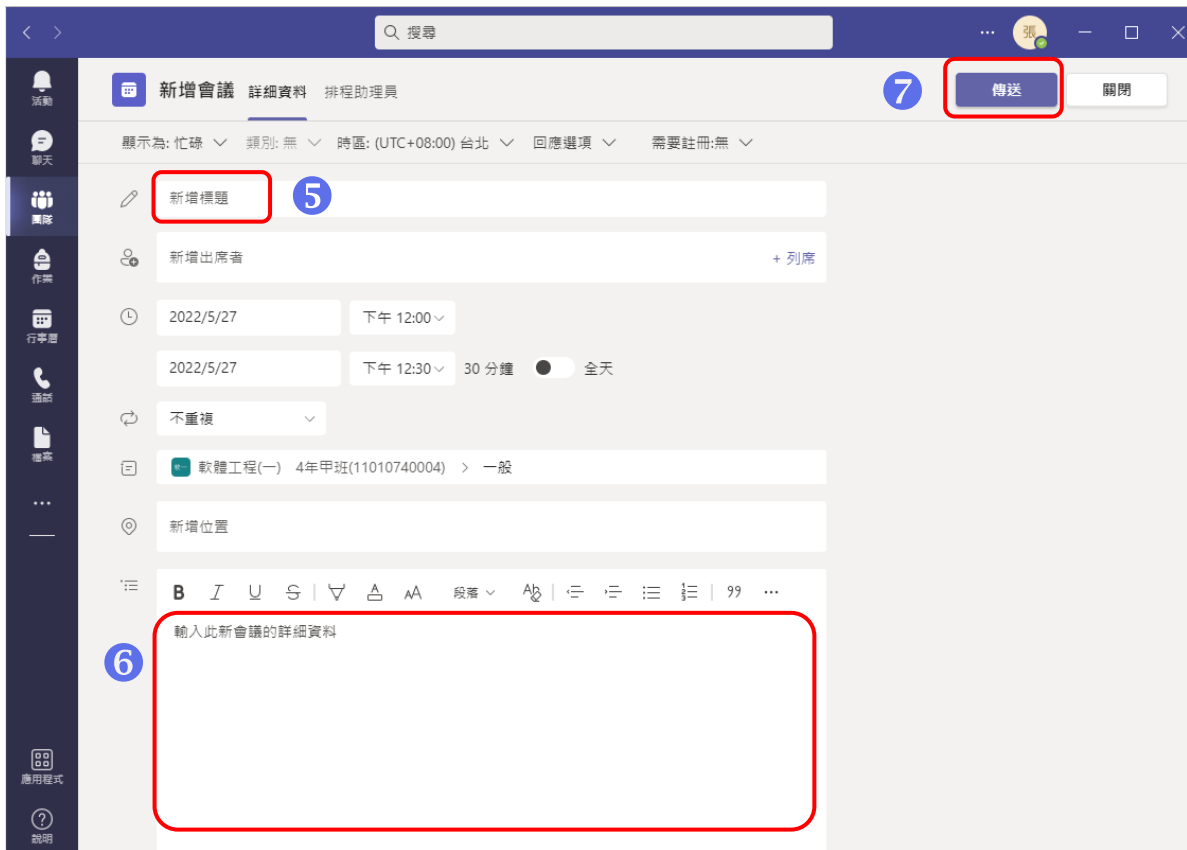 搜尋
...
張
活動
聊天
團隊
作業
行事曆
通話
檔案
...
應用程式
說明
新增會議 詳細資料 排程助理員
7
傳送
關閉
顯示為: 忙碌 類別: 無 時區: (UTC+08:00) 台北 回應選項 需要註冊:無
新增標題
5
新增出席者
+ 列席
2022/5/27 下午 12:00
2022/5/27 下午 12:30 30 分鐘 全天
不重複
軟體工程(一) 4年甲班(11010740004) > 一般
新增位置
B I U S A AA 段落 Ab 99 ...
輸入此新會議的詳細資料
6